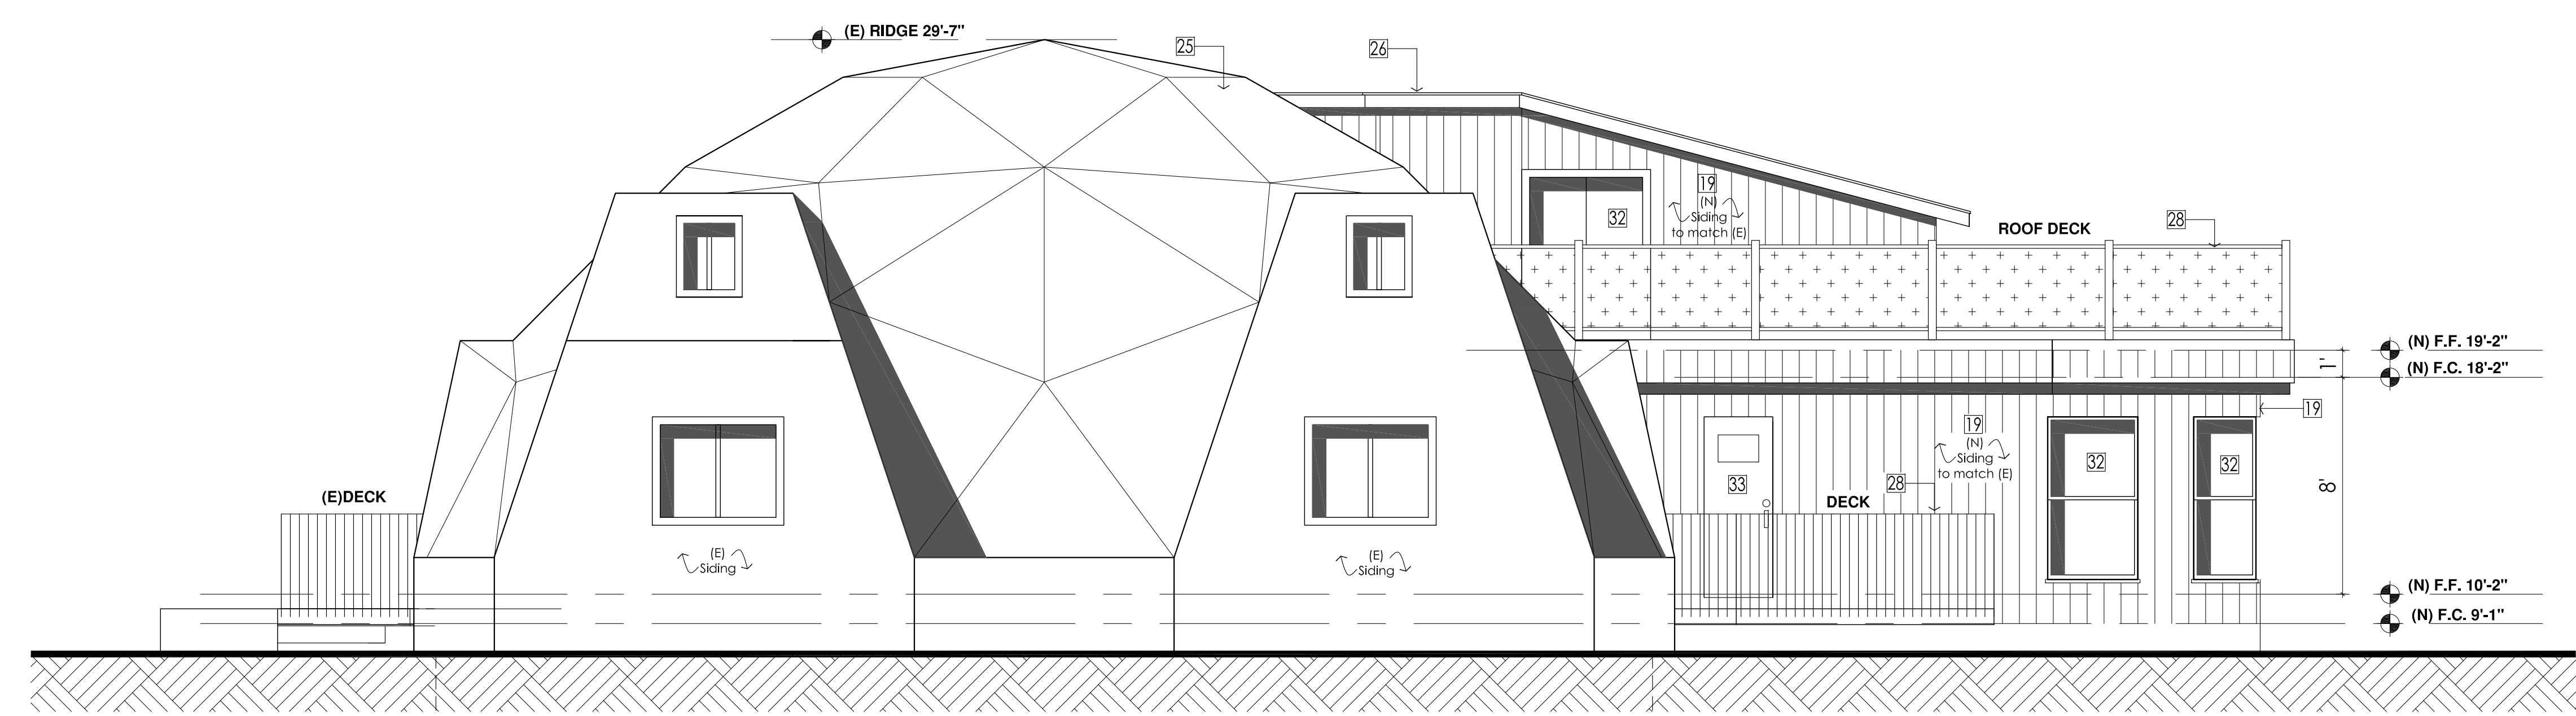 (E) RIDGE 29'-7"
25
26
19
(N)
Siding
to match (E)
32
ROOF DECK
28
(N) F.F. 19'-2"
1'
(N) F.C. 18'-2"
19
19
(N)
Siding
to match (E)
32
32
33
28
DECK
8'
(E)DECK
(E)
Siding
(E)
Siding
(N) F.F. 10'-2"
(N) F.C. 9'-1"